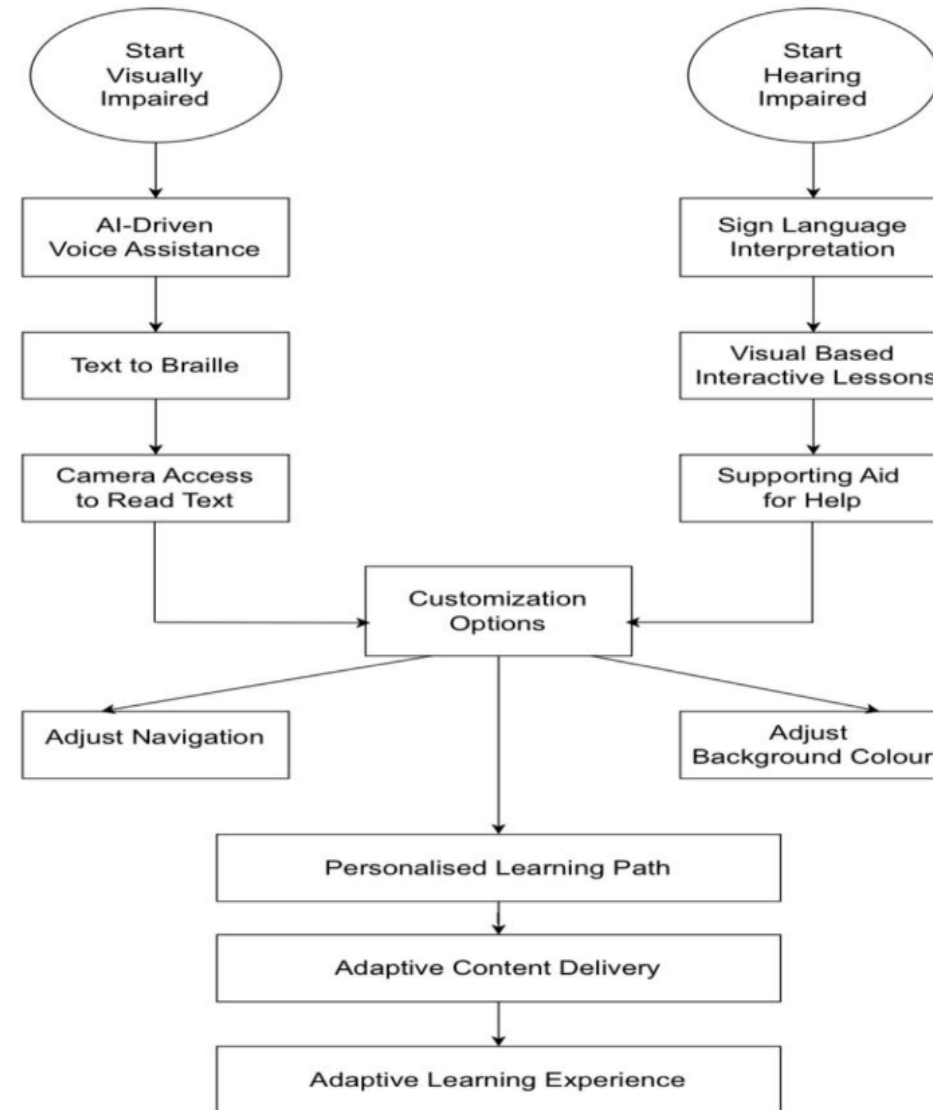 Start
Visually
Impaired
Start
Hearing
Impaired
AI-Driven
Voice Assistance
Sign Language
Interpretation
Text to Braille
Visual Based
Interactive Lessons
Camera Access
to Read Text
Supporting Aid
for Help
Customization
Options
Adjust Navigation
Adjust
Background Colour
Personalised Learning Path
Adaptive Content Delivery
Adaptive Learning Experience